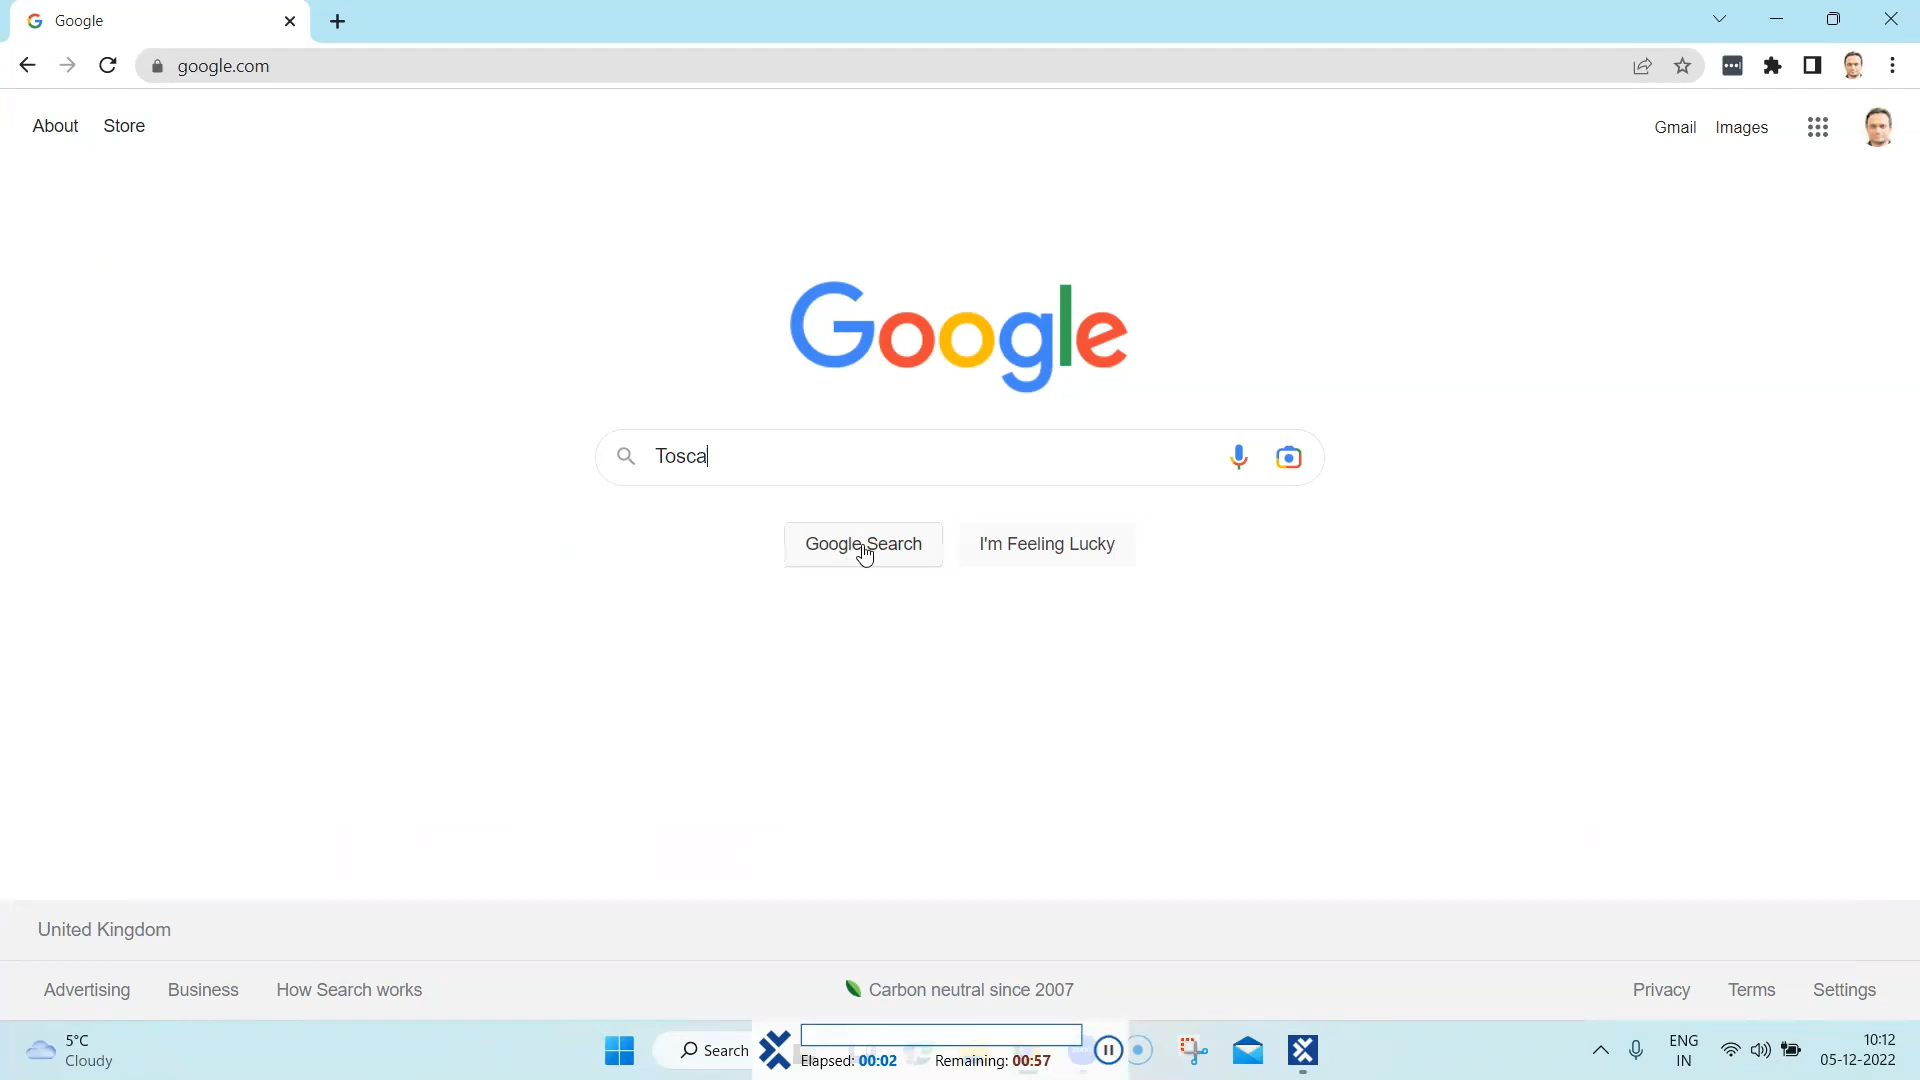 Google
google.com
About Store
Gmail Images
Google
Tosca
Google Search I'm Feeling Lucky
United Kingdom
Advertising Business How Search works
Carbon neutral since 2007
Privacy Terms Settings
5°C
Cloudy
Search
Elapsed: 00:02 Remaining: 00:57
ENG
IN
10:12
05-12-2022